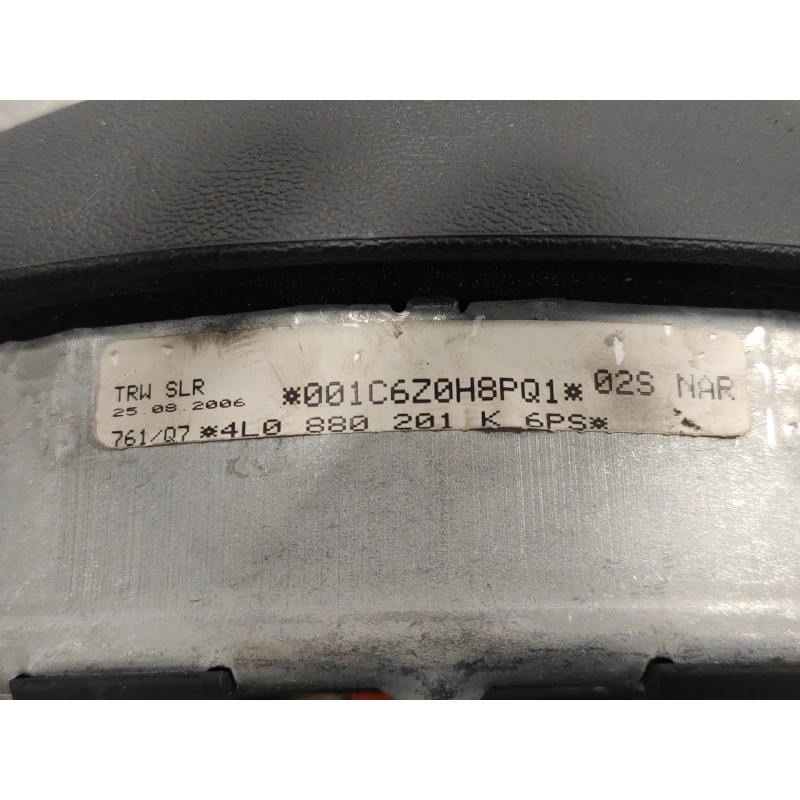 TRW SLR *001C6Z0H8PQ1* 02S NAR
25.08.2006
761/Q7 *4L0 880 201 K 6PS*